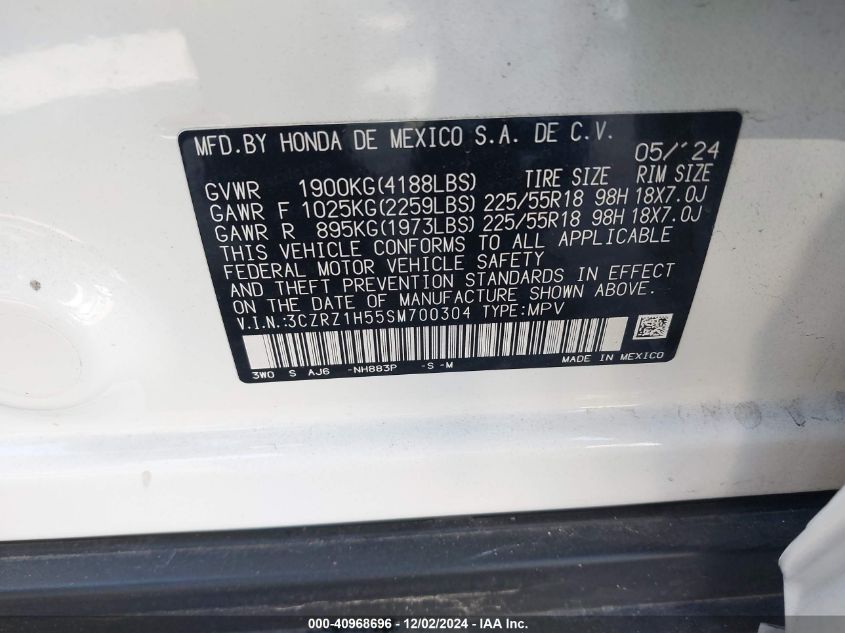 MFD.BY HONDA DE MEXICO S.A. DE C.V.
05/'24
GVWR 1900KG(4188LBS) TIRE SIZE RIM SIZE
GAWR F 1025KG(2259LBS) 225/55R18 98H 18X7.0J
GAWR R 895KG(1973LBS) 225/55R18 98H 18X7.0J
THIS VEHICLE CONFORMS TO ALL APPLICABLE
FEDERAL MOTOR VEHICLE SAFETY
AND THEFT PREVENTION STANDARDS IN EFFECT
ON THE DATE OF MANUFACTURE SHOWN ABOVE.
V.I.N.:3CZRZ1H55SM700304 TYPE:MPV
3WO S AJ6 -NH883P -S -M MADE IN MEXICO
000-40968696 - 12/02/2024 - IAAI.COM